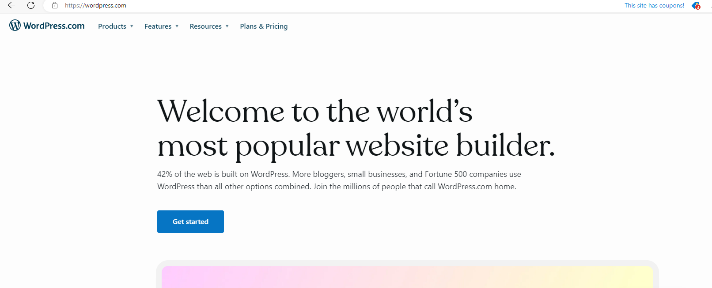 https://wordpress.com
This site has coupons!
WordPress.com Products Features Resources Plans & Pricing
Welcome to the world's
most popular website builder.
42% of the web is built on WordPress. More bloggers, small businesses, and Fortune 500 companies use
WordPress than all other options combined. Join the millions of people that call WordPress.com home.
Get started